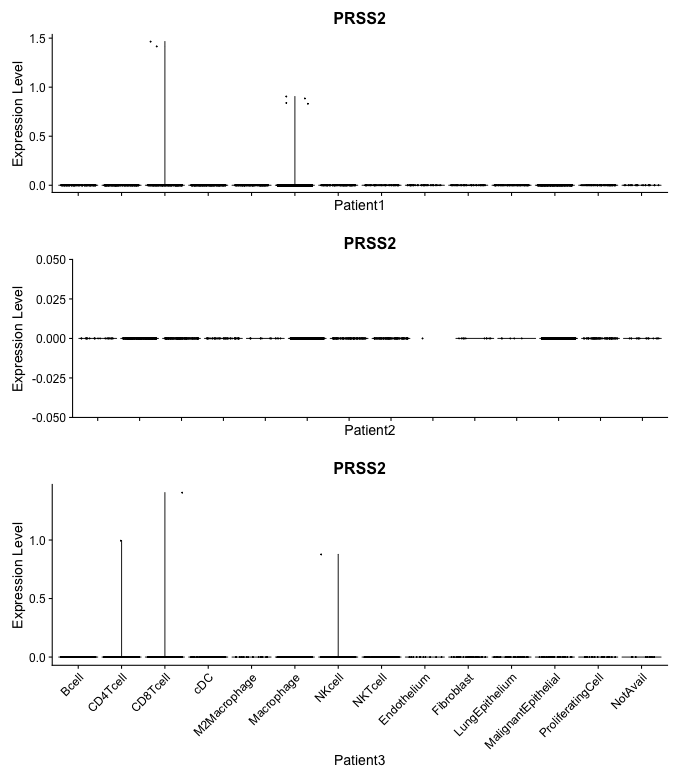 PRSS2
Expression Level
1.5
1.0
0.5
0.0
Patient1
PRSS2
Expression Level
0.050
0.025
0.000
-0.025
-0.050
Patient2
PRSS2
Expression Level
1.0
0.5
0.0
Bcell
CD4Tcell
CD8Tcell
cDC
M2Macrophage
Macrophage
NKcell
NKTcell
Endothelium
Fibroblast
LungEpithelium
MalignantEpithelial
ProliferatingCell
NotAvail
Patient3